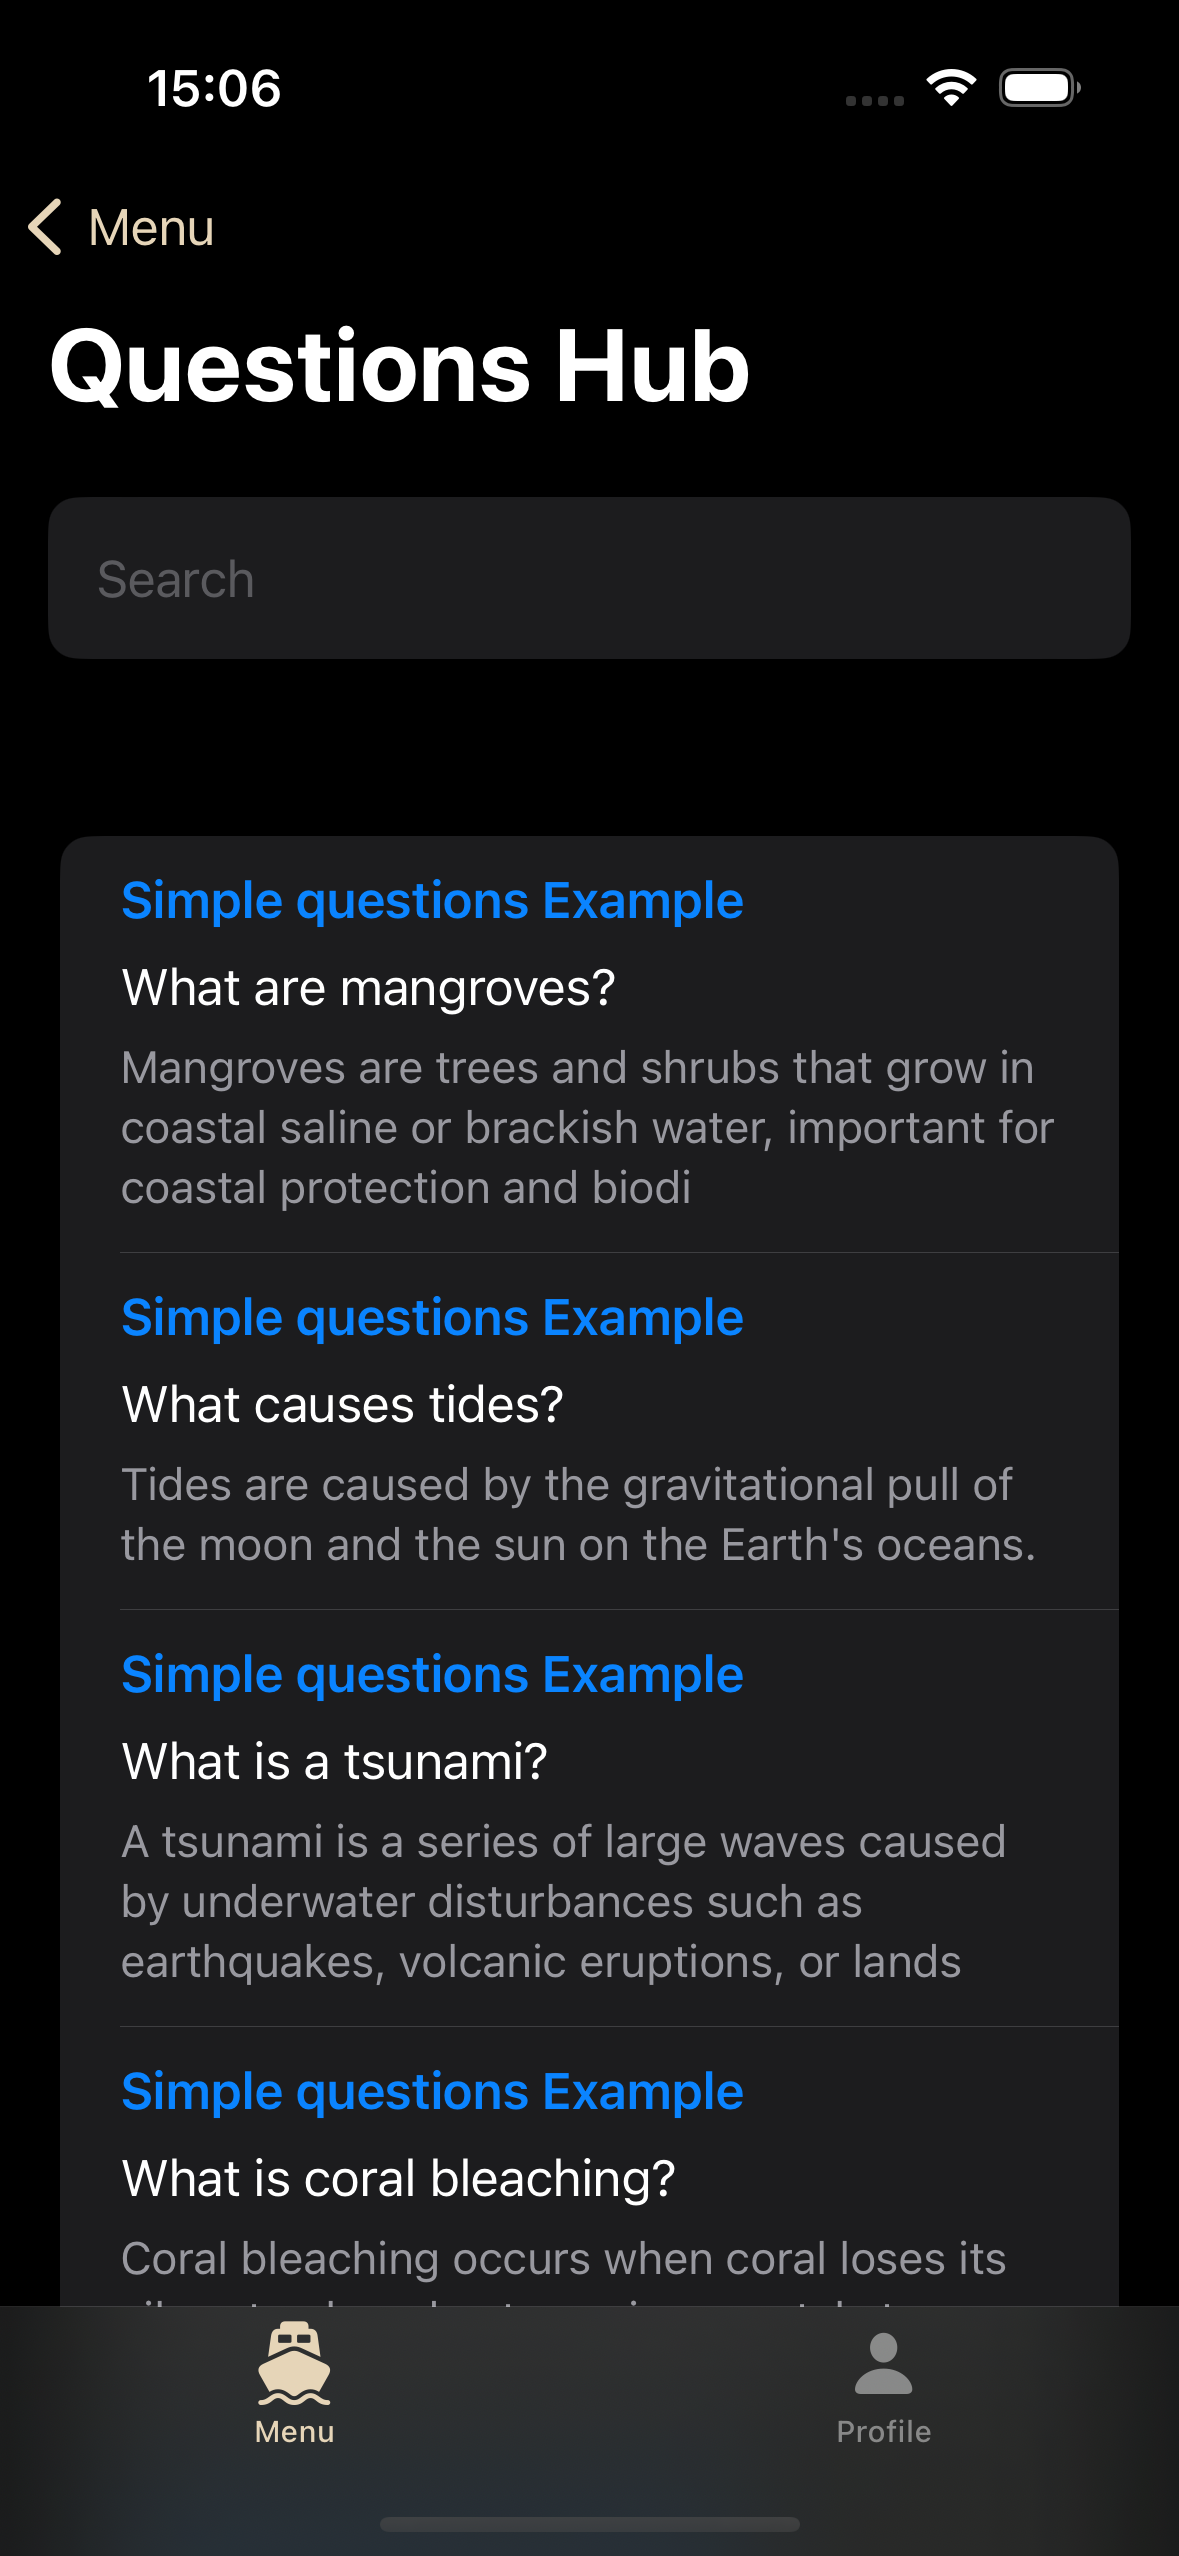 15:06
Menu
Questions Hub
Search
Simple questions Example
What are mangroves?
Mangroves are trees and shrubs that grow in
coastal saline or brackish water, important for
coastal protection and biodi
Simple questions Example
What causes tides?
Tides are caused by the gravitational pull of
the moon and the sun on the Earth's oceans.
Simple questions Example
What is a tsunami?
A tsunami is a series of large waves caused
by underwater disturbances such as
earthquakes, volcanic eruptions, or lands
Simple questions Example
What is coral bleaching?
Coral bleaching occurs when coral loses its
Menu
Profile